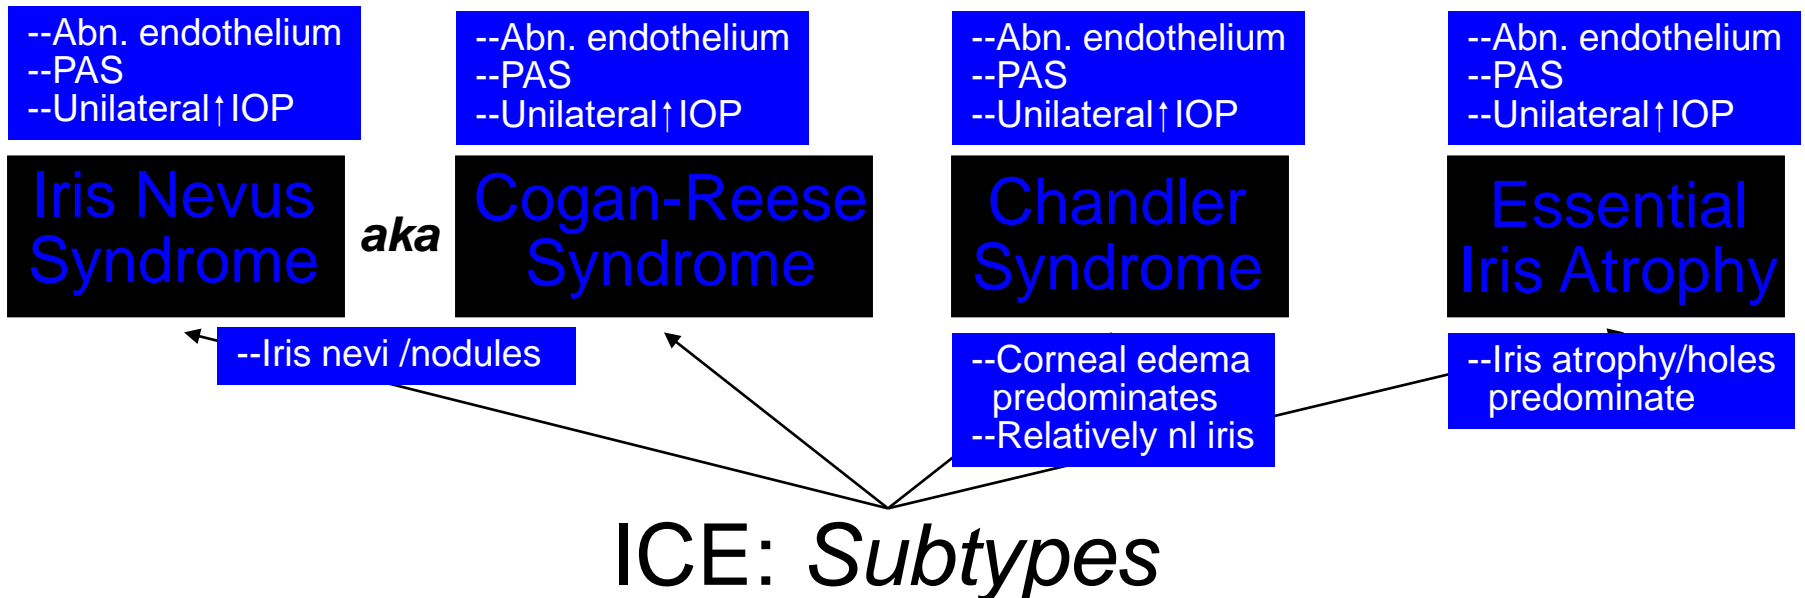 --Abn. endothelium
--PAS
--Unilateral↑IOP
--Abn. endothelium
--PAS
--Unilateral↑IOP
--Abn. endothelium
--PAS
--Unilateral↑IOP
--Abn. endothelium
--PAS
--Unilateral↑IOP
Iris Nevus
Syndrome
aka
Cogan-Reese
Syndrome
Chandler
Syndrome
Essential
Iris Atrophy
--Iris nevi /nodules
--Corneal edema
predominates
--Relatively nl iris
--Iris atrophy/holes
predominate
ICE: Subtypes